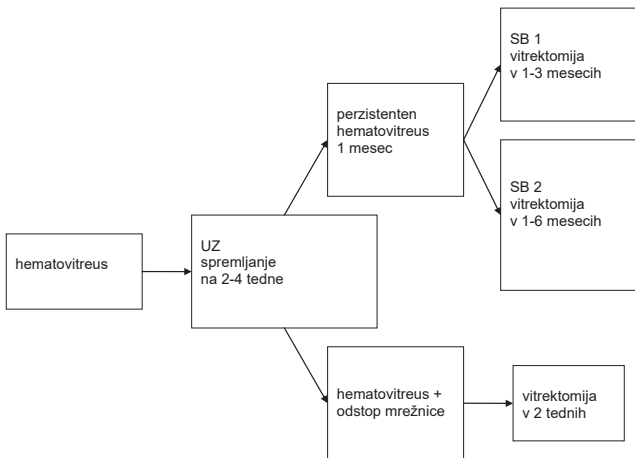 hematovitreus
UZ
spremljanje
na 2-4 tedne
perzistenten
hematovitreus
1 mesec
SB 1
vitrektomija
v 1-3 mesecih
SB 2
vitrektomija
v 1-6 mesecih
hematovitreus +
odstop mrežnice
vitrektomija
v 2 tednih